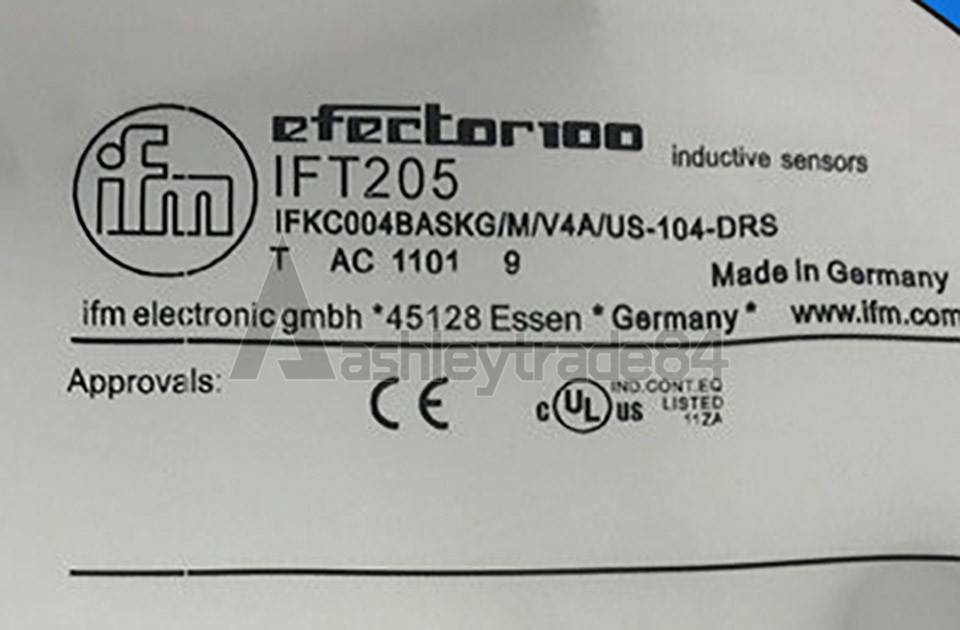 ifm
efector100
inductive sensors
IFT205
IFKC004BASKG/M/V4A/US-104-DRS
T AC 1101 9
Made in Germany
ifm electronic gmbh *45128 Essen * Germany * www.ifm.com
Aashleytrade84
Approvals:
CE
c UL us IND.CONT.EQ
LISTED
11ZA